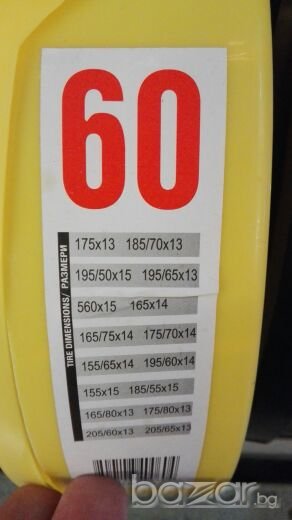 60
TIRE DIMENSIONS/ РАЗМЕРИ
175x13 185/70x13
195/50x15 195/65x13
560x15 165x14
165/75x14 175/70x14
155/65x14 195/60x14
155x15 185/55x15
165/80x13 175/80x13
205/60x13 205/65x13
bazar.bg